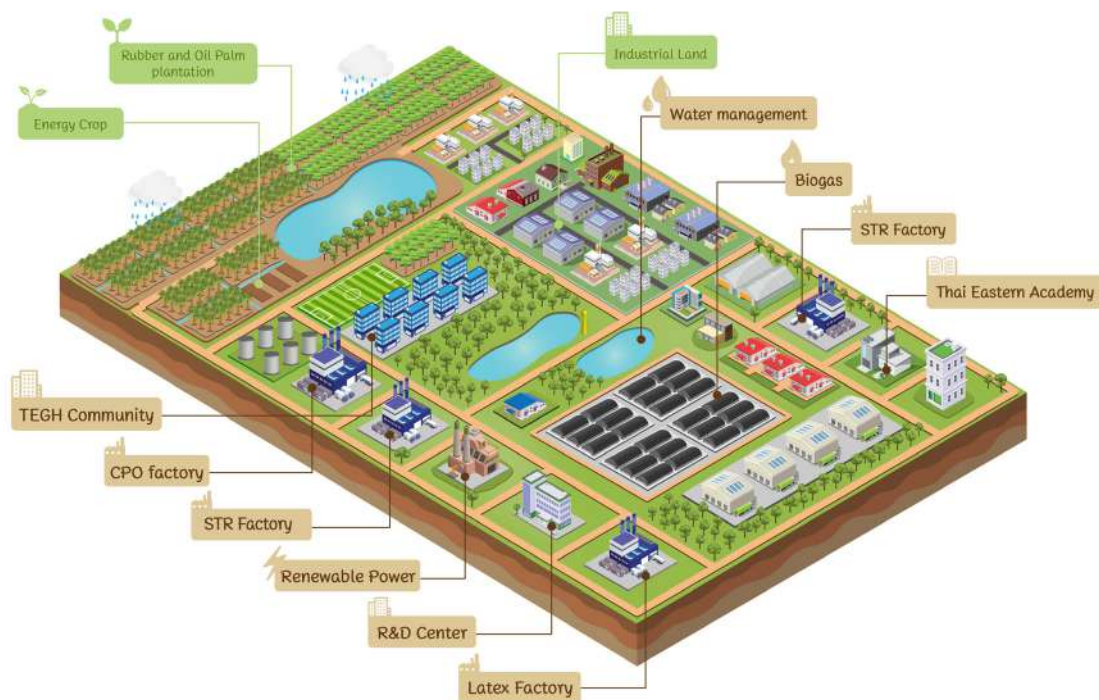 Rubber and Oil Palm
plantation
Industrial Land
Energy Crop
Water management
Biogas
STR Factory
Thai Eastern Academy
TEGH Community
CPO factory
STR Factory
Renewable Power
R&D Center
Latex Factory